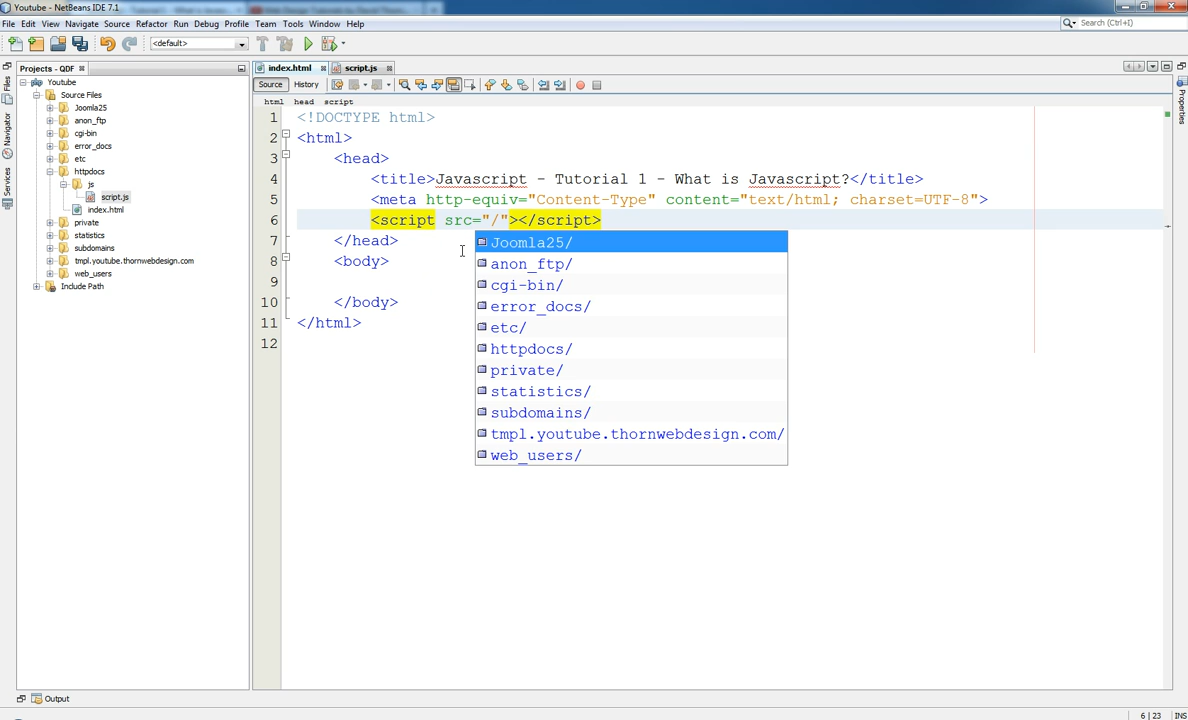 Youtube - NetBeans IDE 7.1
File Edit View Navigate Source Refactor Run Debug Profile Team Tools Window Help
Search (Ctrl+I)
<default>
Projects - QDF
index.html
script.js
Source
History
html head script
Files
Navigator
Services
Properties
Youtube
Source Files
Joomla25
anon_ftp
cgi-bin
error_docs
etc
httpdocs
js
script.js
index.html
private
statistics
subdomains
tmpl.youtube.thornwebdesign.com
web_users
Include Path
1 <!DOCTYPE html>
2 <html>
3 <head>
4 <title>Javascript - Tutorial 1 - What is Javascript?</title>
5 <meta http-equiv="Content-Type" content="text/html; charset=UTF-8">
6 <script src="/"></script>
7 </head>
8 <body>
9
10 </body>
11 </html>
12
Joomla25/
anon_ftp/
cgi-bin/
error_docs/
etc/
httpdocs/
private/
statistics/
subdomains/
tmpl.youtube.thornwebdesign.com/
web_users/
Output
6 | 23 INS